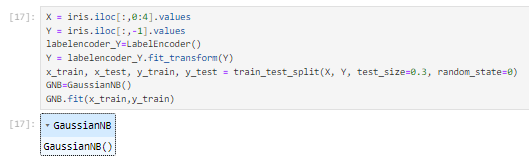 [17]: X = iris.iloc[:,0:4].values
Y = iris.iloc[:,-1].values
labelencoder_Y=LabelEncoder()
Y = labelencoder_Y.fit_transform(Y)
x_train, x_test, y_train, y_test = train_test_split(X, Y, test_size=0.3, random_state=0)
GNB=GaussianNB()
GNB.fit(x_train,y_train)
[17]: ▾ GaussianNB
GaussianNB()